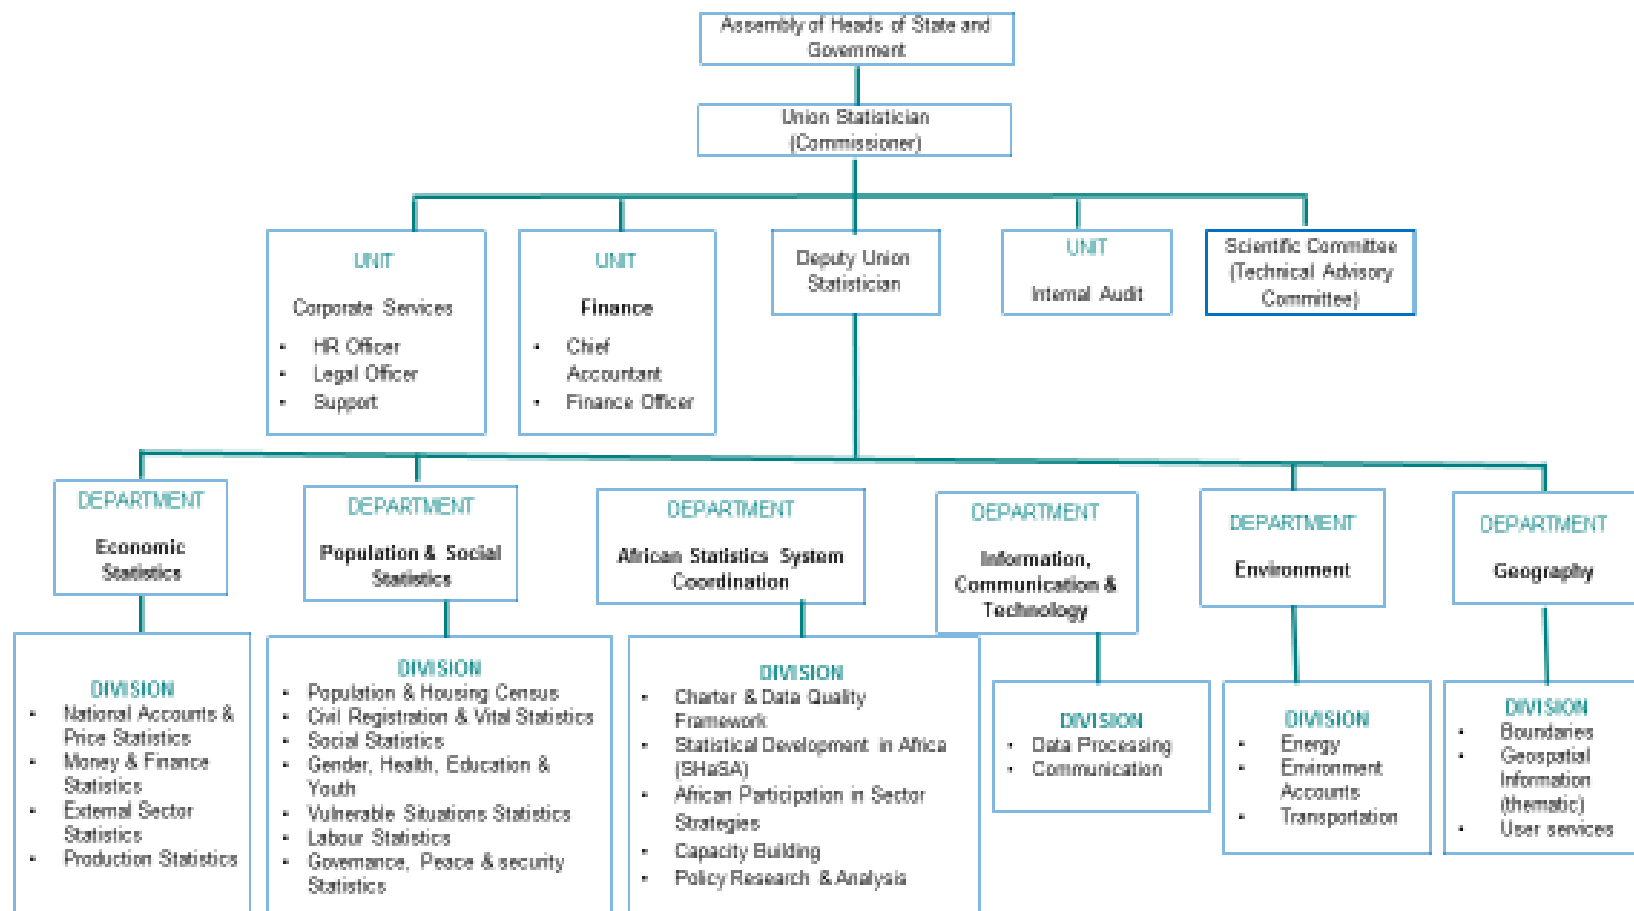 Assembly of Heads of State and
Government
Union Statistician
(Commissioner)
UNIT
Corporate Services
• HR Officer
• Legal Officer
• Support
UNIT
Finance
• Chief
Accountant
• Finance Officer
Deputy Union
Statistician
UNIT
Internal Audit
Scientific Committee
(Technical Advisory
Committee)
DEPARTMENT
Economic
Statistics
DEPARTMENT
Population & Social
Statistics
DEPARTMENT
African Statistics System
Coordination
DEPARTMENT
Information,
Communication &
Technology
DEPARTMENT
Environment
DEPARTMENT
Geography
DIVISION
• National Accounts &
Price Statistics
• Money & Finance
Statistics
• External Sector
Statistics
• Production Statistics
DIVISION
• Population & Housing Census
• Civil Registration & Vital Statistics
• Social Statistics
• Gender, Health, Education &
Youth
• Vulnerable Situations Statistics
• Labour Statistics
• Governance, Peace & security
Statistics
DIVISION
• Charter & Data Quality
Framework
• Statistical Development in Africa
(SHaSA)
• African Participation in Sector
Strategies
• Capacity Building
• Policy Research & Analysis
DIVISION
• Data Processing
• Communication
DIVISION
• Energy
• Environment
Accounts
• Transportation
DIVISION
• Boundaries
• Geospatial
Information
(thematic)
• User services